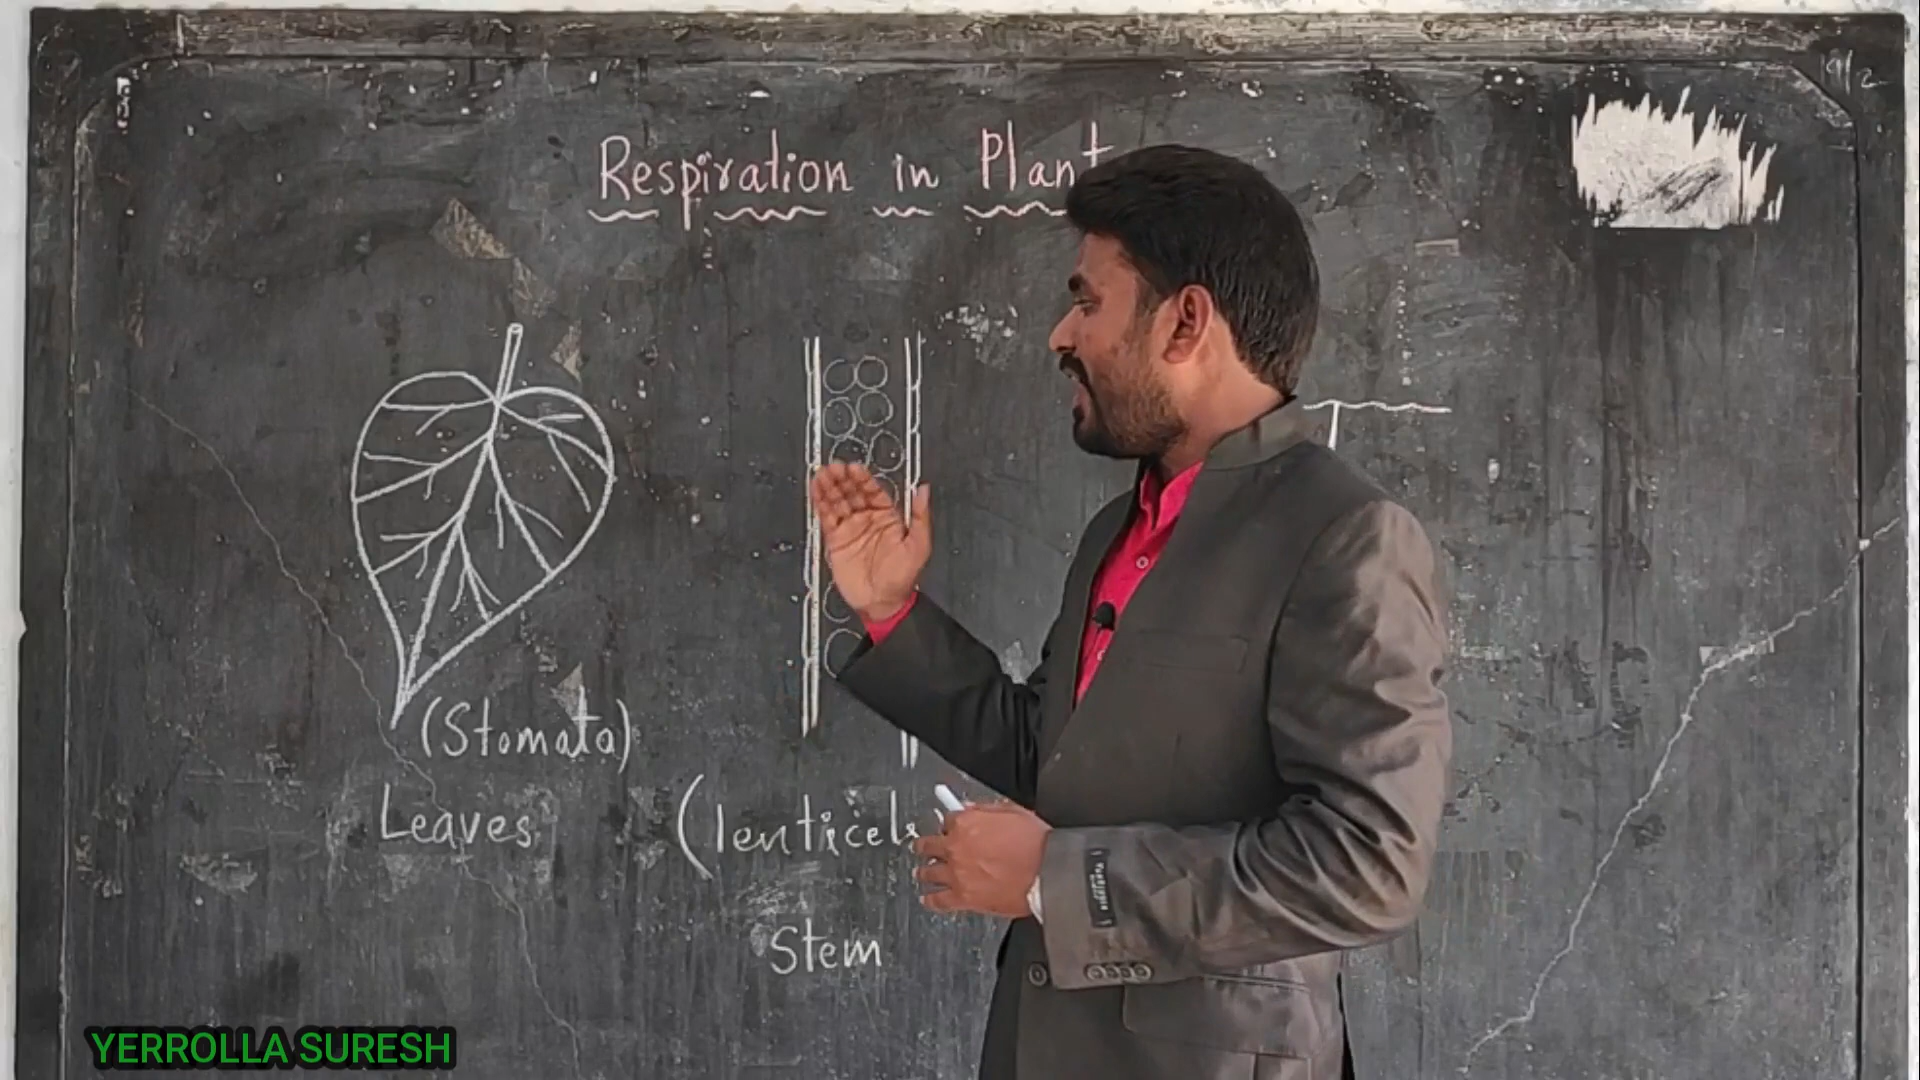 Respiration in Plant
(Stomata)
Leaves
(lenticels)
Stem
YERROLLA SURESH